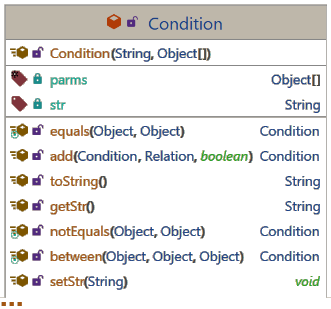 Condition
Condition(String, Object[])
parms Object[]
str String
equals(Object, Object) Condition
add(Condition, Relation, boolean) Condition
toString() String
getStr() String
notEquals(Object, Object) Condition
between(Object, Object, Object) Condition
setStr(String) void